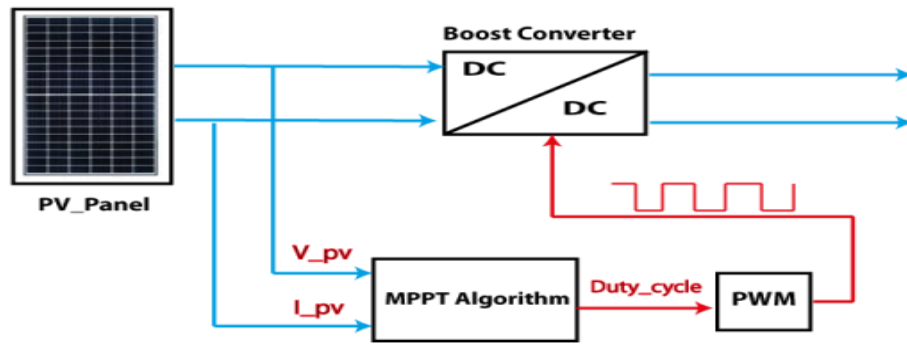 Boost Converter
DC
DC
PV_Panel
V_pv
I_pv
MPPT Algorithm
Duty_cycle
PWM